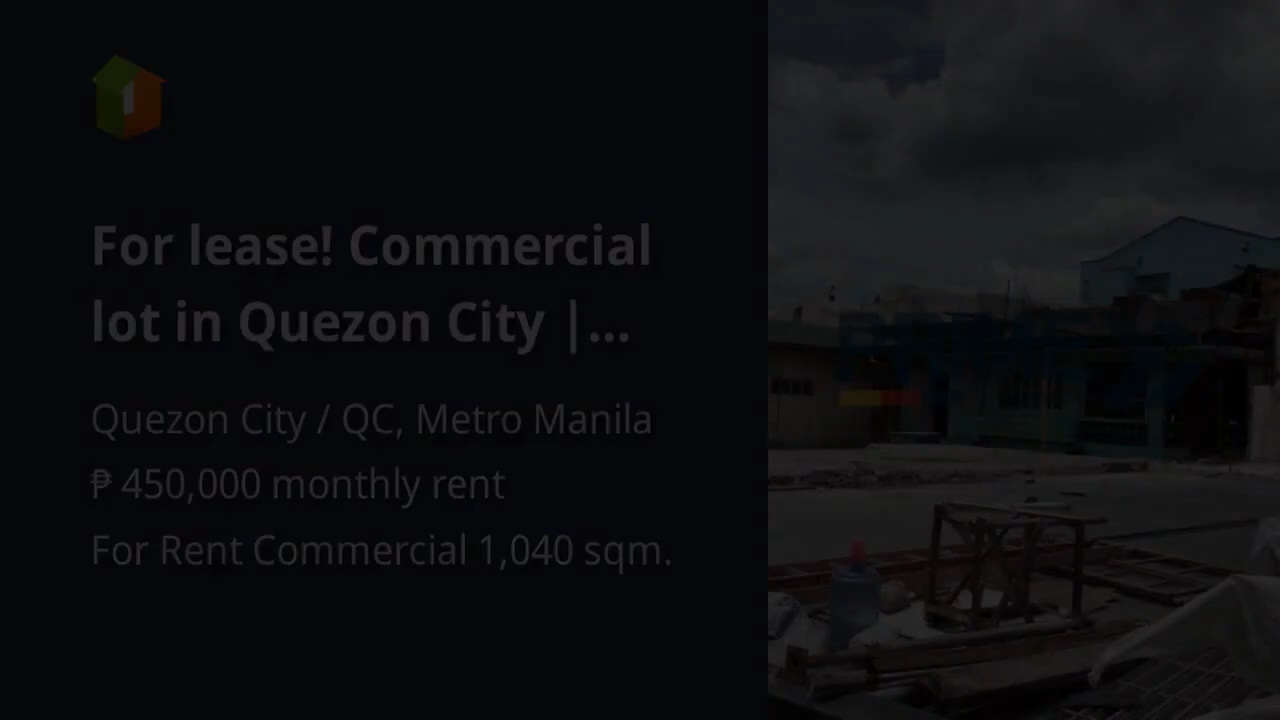 For lease! Commercial
lot in Quezon City |...
Quezon City / QC, Metro Manila
₱ 450,000 monthly rent
For Rent Commercial 1,040 sqm.